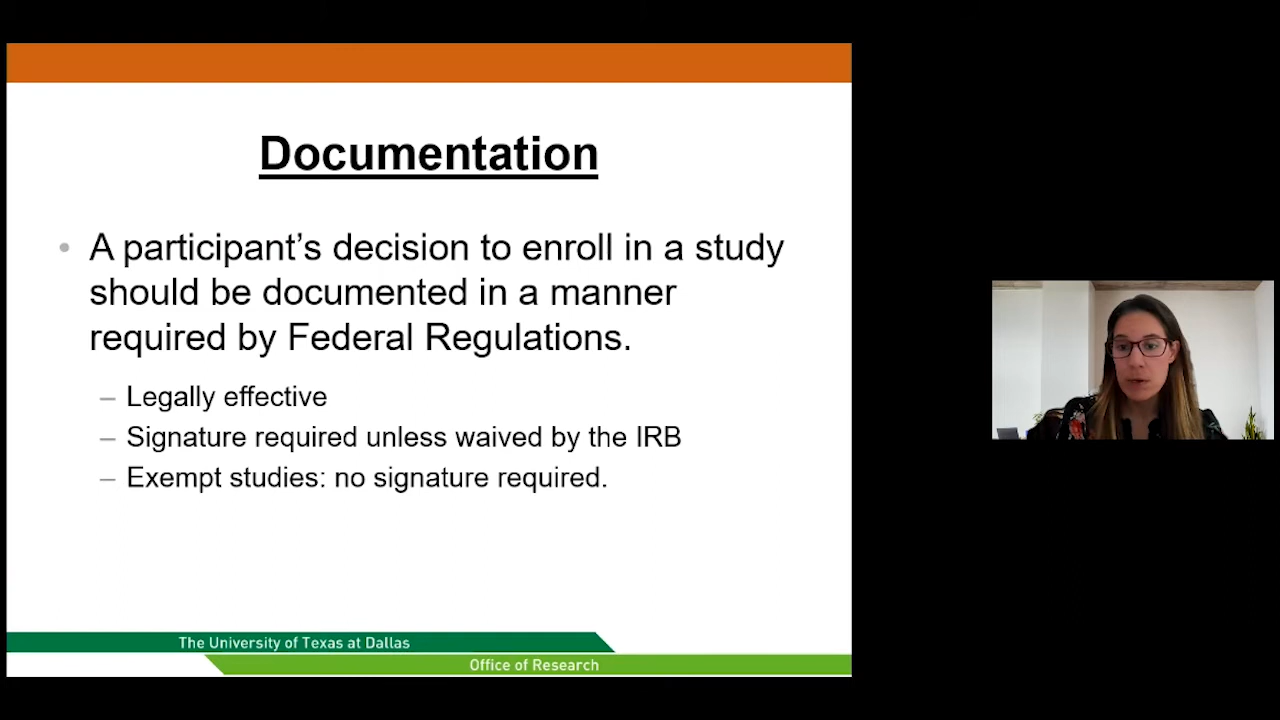 Documentation
• A participant’s decision to enroll in a study
should be documented in a manner
required by Federal Regulations.
– Legally effective
– Signature required unless waived by the IRB
– Exempt studies: no signature required.
The University of Texas at Dallas
Office of Research